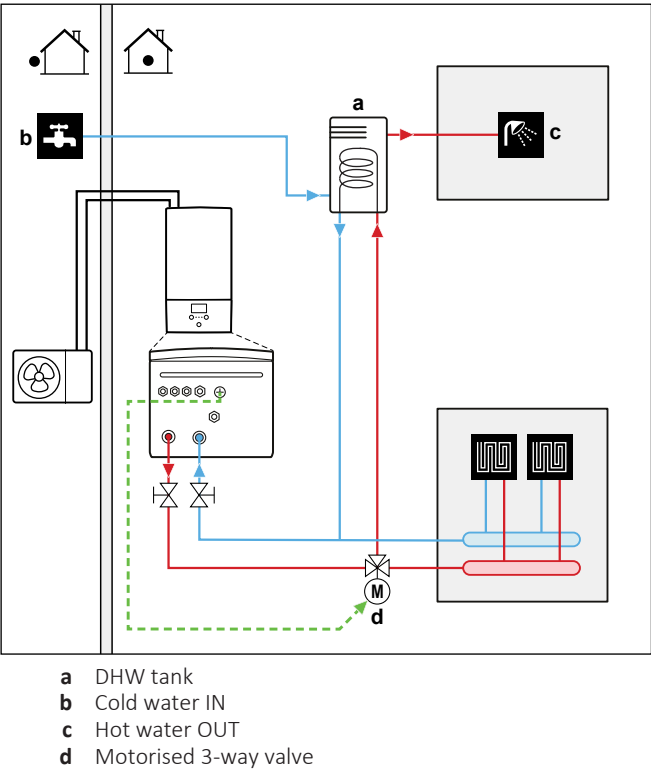 a
b
c
M
d
a DHW tank
b Cold water IN
c Hot water OUT
d Motorised 3-way valve